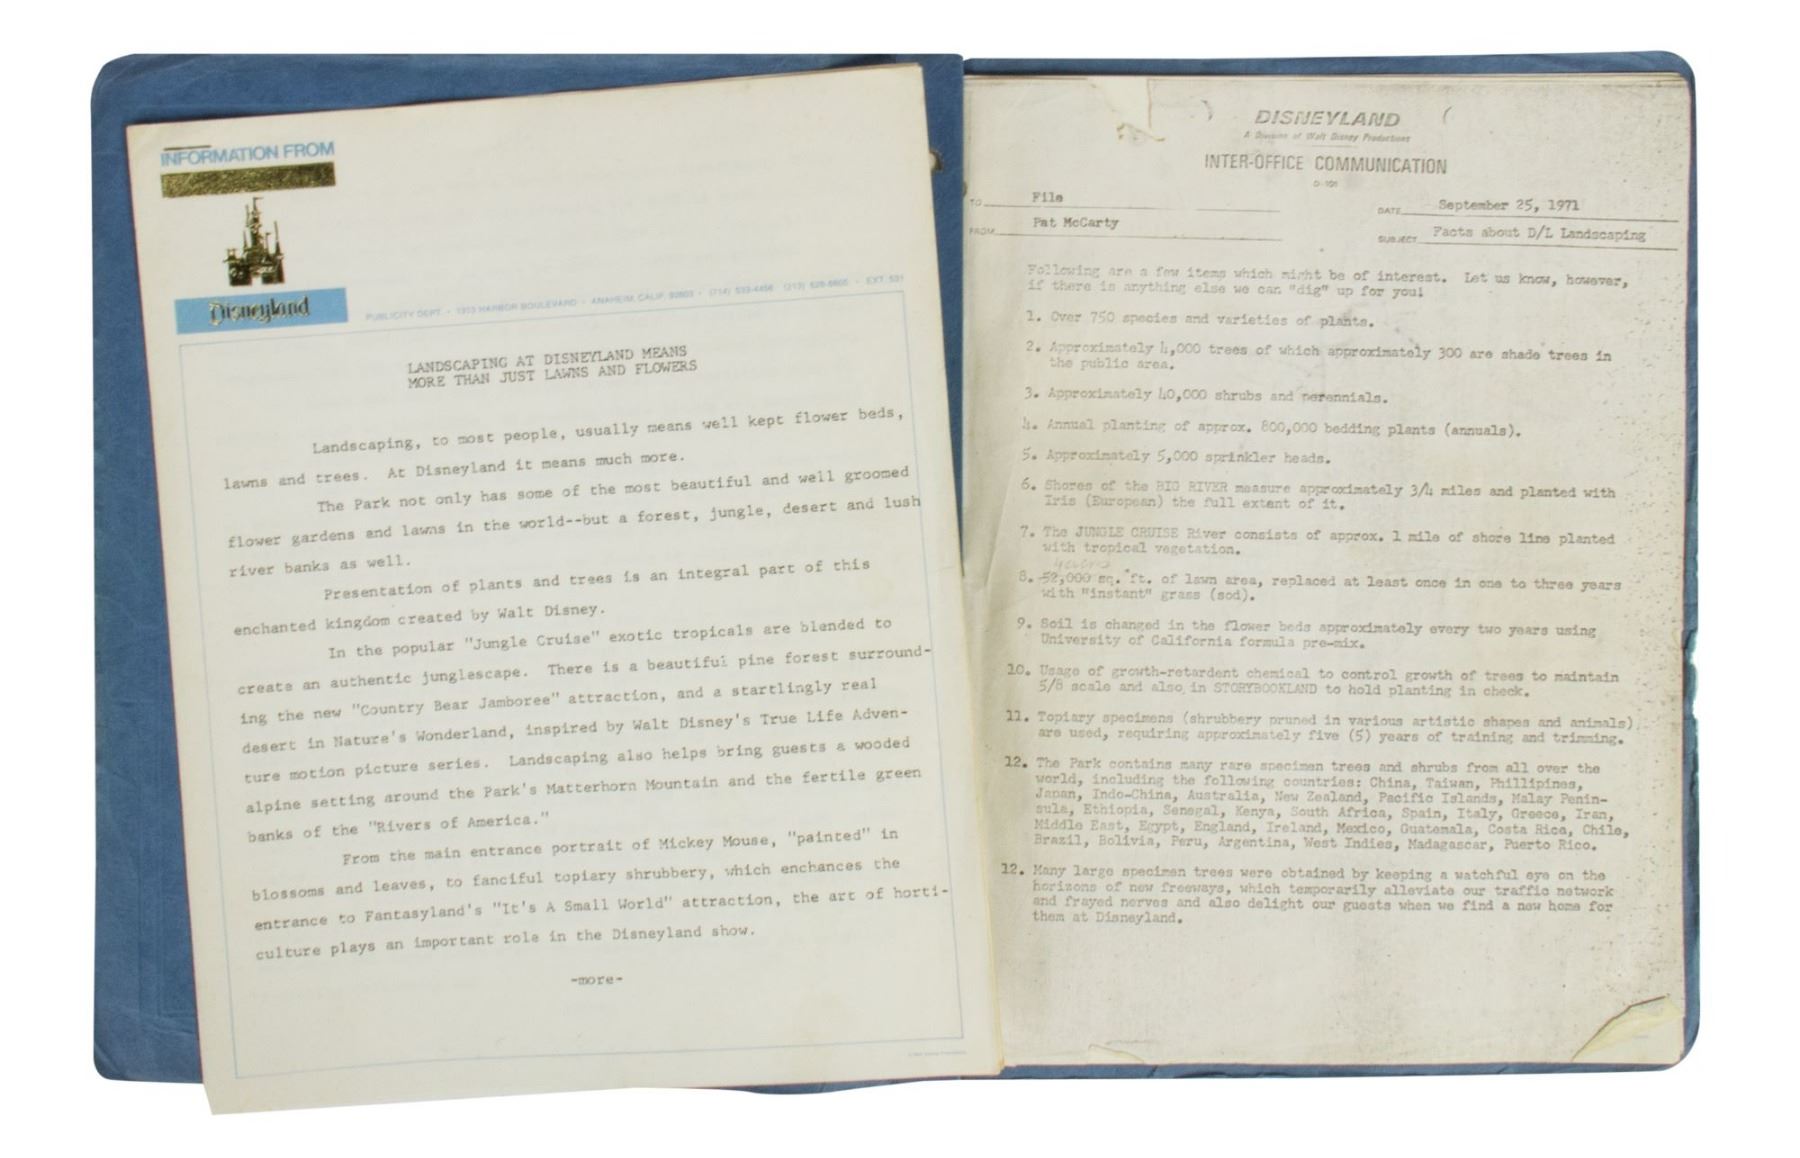 INFORMATION FROM
Disneyland
PUBLICITY DEPT. • 1313 HARBOR BOULEVARD • ANAHEIM, CALIF. 92803 • (714) 533-4456 (213) 626-8605 • EXT. 531
LANDSCAPING AT DISNEYLAND MEANS
MORE THAN JUST LAWNS AND FLOWERS
Landscaping, to most people, usually means well kept flower beds,
lawns and trees. At Disneyland it means much more.
The Park not only has some of the most beautiful and well groomed
flower gardens and lawns in the world--but a forest, jungle, desert and lush
river banks as well.
Presentation of plants and trees is an integral part of this
enchanted kingdom created by Walt Disney.
In the popular "Jungle Cruise" exotic tropicals are blended to
create an authentic junglescape. There is a beautiful pine forest surround-
ing the new "Country Bear Jamboree" attraction, and a startlingly real
desert in Nature's Wonderland, inspired by Walt Disney's True Life Adven-
ture motion picture series. Landscaping also helps bring guests a wooded
alpine setting around the Park's Matterhorn Mountain and the fertile green
banks of the "Rivers of America."
From the main entrance portrait of Mickey Mouse, "painted" in
blossoms and leaves, to fanciful topiary shrubbery, which enchances the
entrance to Fantasyland's "It's A Small World" attraction, the art of horti-
culture plays an important role in the Disneyland show.
-more-
DISNEYLAND
A Division of Walt Disney Productions
INTER-OFFICE COMMUNICATION
D-101
TO File
DATE September 25, 1971
FROM Pat McCarty
SUBJECT Facts about D/L Landscaping
Following are a few items which might be of interest. Let us know, however,
if there is anything else we can "dig" up for you!
1. Over 750 species and varieties of plants.
2. Approximately 4,000 trees of which approximately 300 are shade trees in
the public area.
3. Approximately 40,000 shrubs and perennials.
4. Annual planting of approx. 800,000 bedding plants (annuals).
5. Approximately 5,000 sprinkler heads.
6. Shores of the BIG RIVER measure approximately 3/4 miles and planted with
Iris (European) the full extent of it.
7. The JUNGLE CRUISE River consists of approx. 1 mile of shore line planted
with tropical vegetation.
8. 52,000 sq. ft. of lawn area, replaced at least once in one to three years
with "instant" grass (sod).
9. Soil is changed in the flower beds approximately every two years using
University of California formula pre-mix.
10. Usage of growth-retardent chemical to control growth of trees to maintain
5/8 scale and also in STORYBOOKLAND to hold planting in check.
11. Topiary specimens (shrubbery pruned in various artistic shapes and animals)
are used, requiring approximately five (5) years of training and trimming.
12. The Park contains many rare specimen trees and shrubs from all over the
world, including the following countries: China, Taiwan, Phillipines,
Japan, Indo-China, Australia, New Zealand, Pacific Islands, Malay Penin-
sula, Ethiopia, Senegal, Kenya, South Africa, Spain, Italy, Greece, Iran,
Middle East, Egypt, England, Ireland, Mexico, Guatemala, Costa Rica, Chile,
Brazil, Bolivia, Peru, Argentina, West Indies, Madagascar, Puerto Rico.
12. Many large specimen trees were obtained by keeping a watchful eye on the
horizons of new freeways, which temporarily alleviate our traffic network
and frayed nerves and also delight our guests when we find a new home for
them at Disneyland.